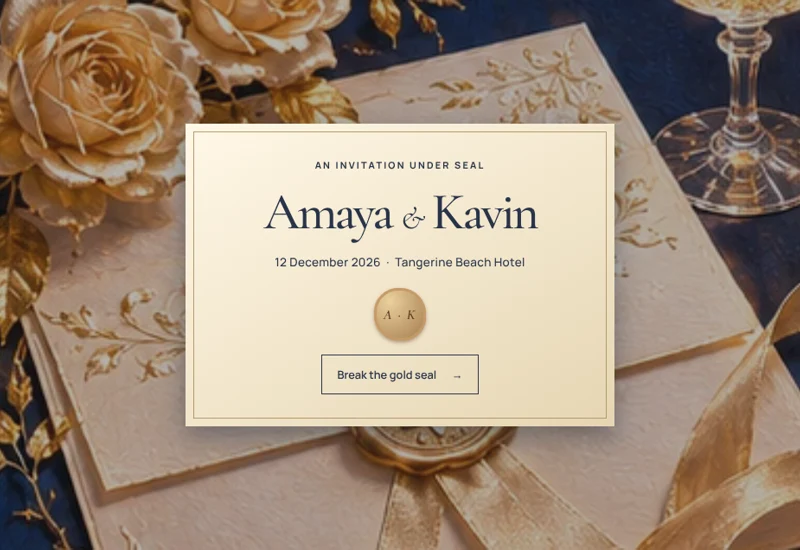 AN INVITATION UNDER SEAL
Amaya & Kavin
12 December 2026 · Tangerine Beach Hotel
A · K
Break the gold seal →